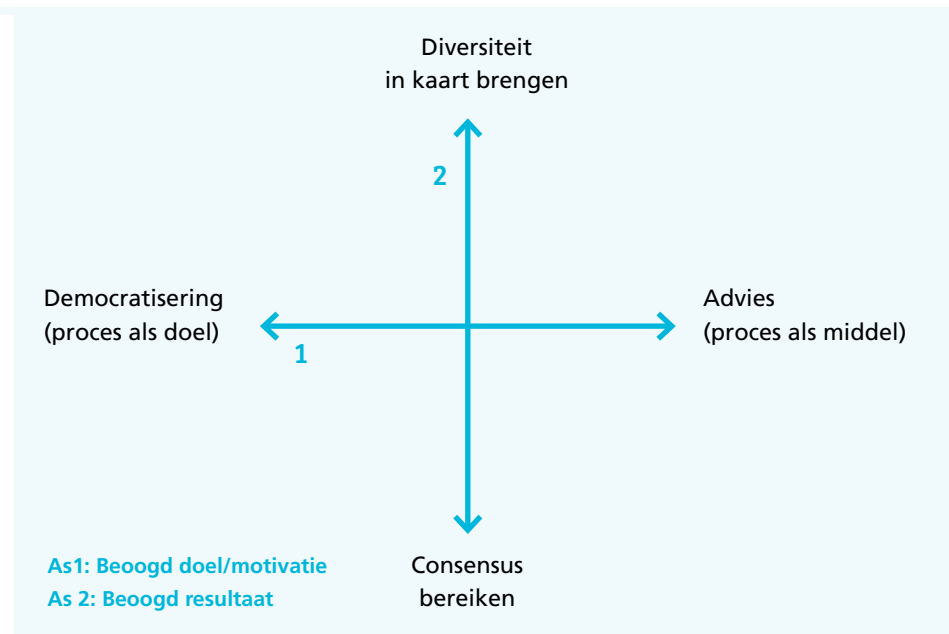 Diversiteit
in kaart brengen
2
Democratisering
(proces als doel)
Advies
(proces als middel)
1
As1: Beoogd doel/motivatie
As 2: Beoogd resultaat
Consensus
bereiken